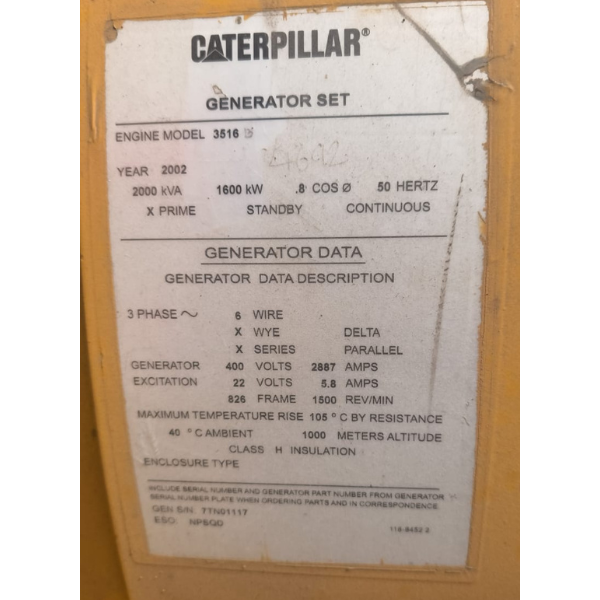 CATERPILLAR®
GENERATOR SET
ENGINE MODEL 3516 B
YEAR 2002
2000 kVA 1600 kW .8 COS Ø 50 HERTZ
X PRIME STANDBY CONTINUOUS
GENERATOR DATA
GENERATOR DATA DESCRIPTION
3 PHASE ~ 6 WIRE
X WYE DELTA
X SERIES PARALLEL
GENERATOR 400 VOLTS 2887 AMPS
EXCITATION 22 VOLTS 5.8 AMPS
826 FRAME 1500 REV/MIN
MAXIMUM TEMPERATURE RISE 105 °C BY RESISTANCE
40 °C AMBIENT 1000 METERS ALTITUDE
CLASS H INSULATION
ENCLOSURE TYPE
INCLUDE SERIAL NUMBER AND GENERATOR PART NUMBER FROM GENERATOR
SERIAL NUMBER PLATE WHEN ORDERING PARTS AND IN CORRESPONDENCE
GEN S/N: 7TN01117
ESO: NPSQD